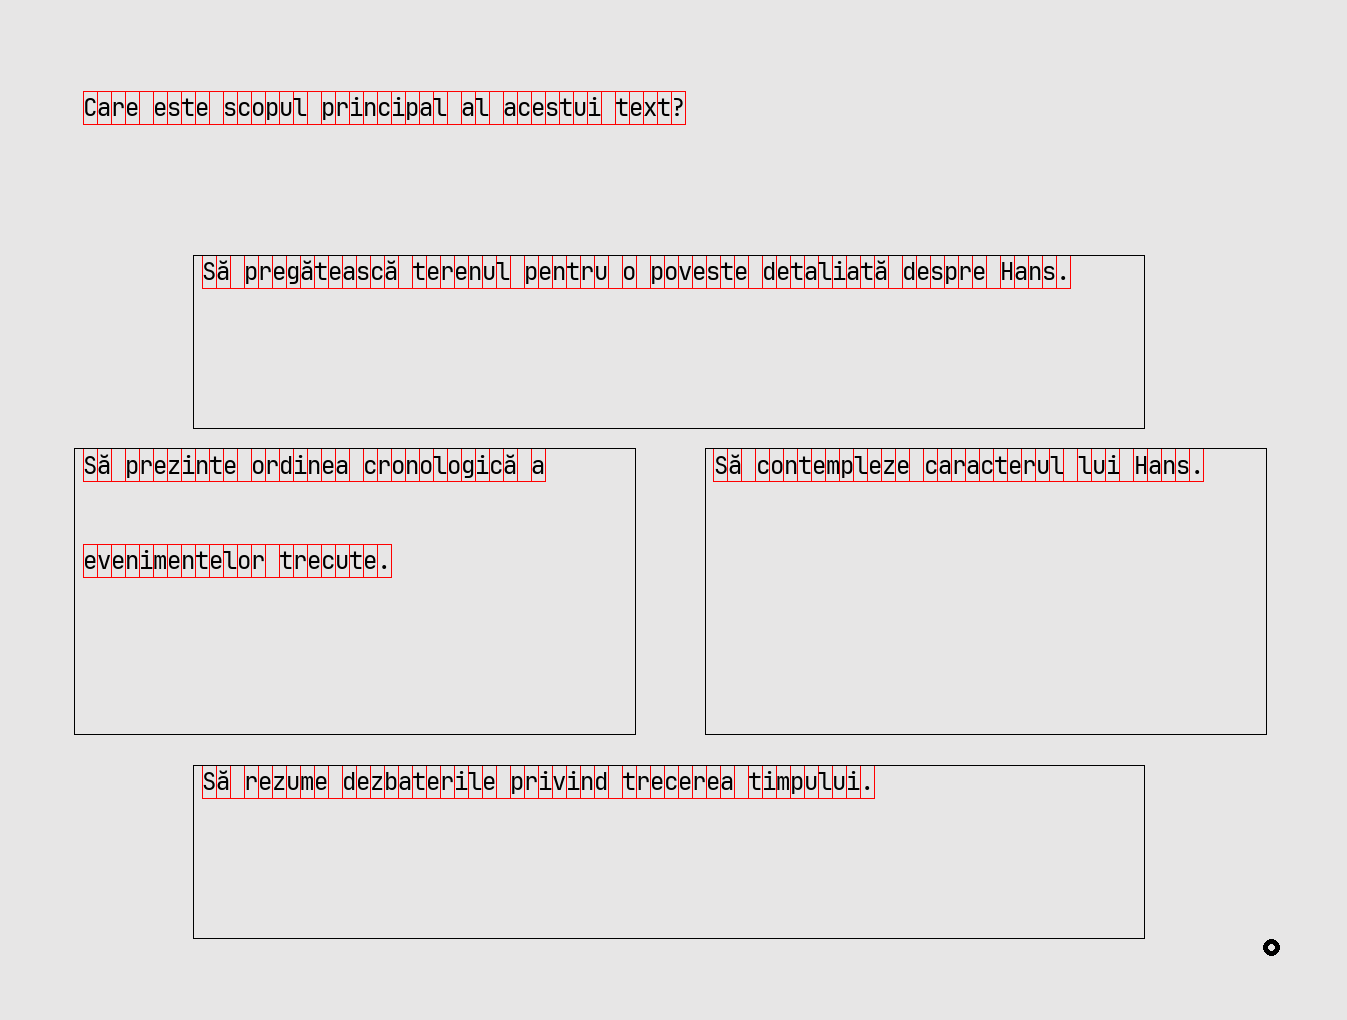 Care este scopul principal al acestui text?
Să pregătească terenul pentru o poveste detaliată despre Hans.
Să prezinte ordinea cronologică a
evenimentelor trecute.
Să contempleze caracterul lui Hans.
Să rezume dezbaterile privind trecerea timpului.